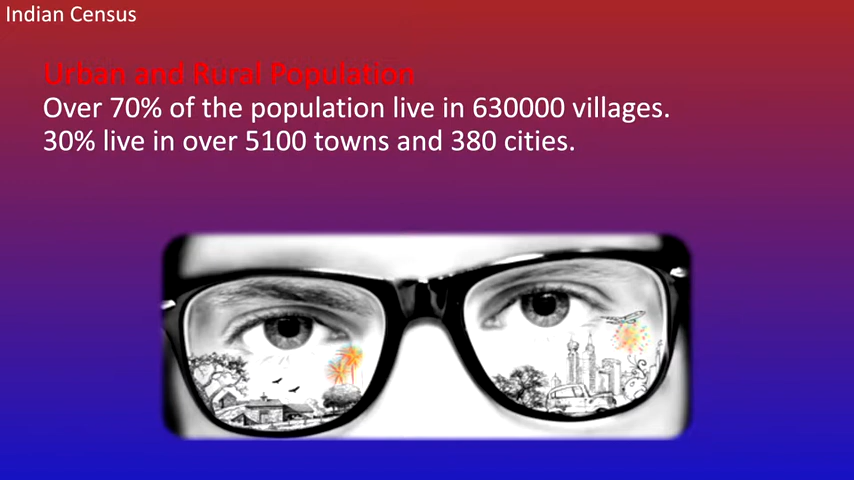 Indian Census
Urban and Rural Population
Over 70% of the population live in 630000 villages.
30% live in over 5100 towns and 380 cities.